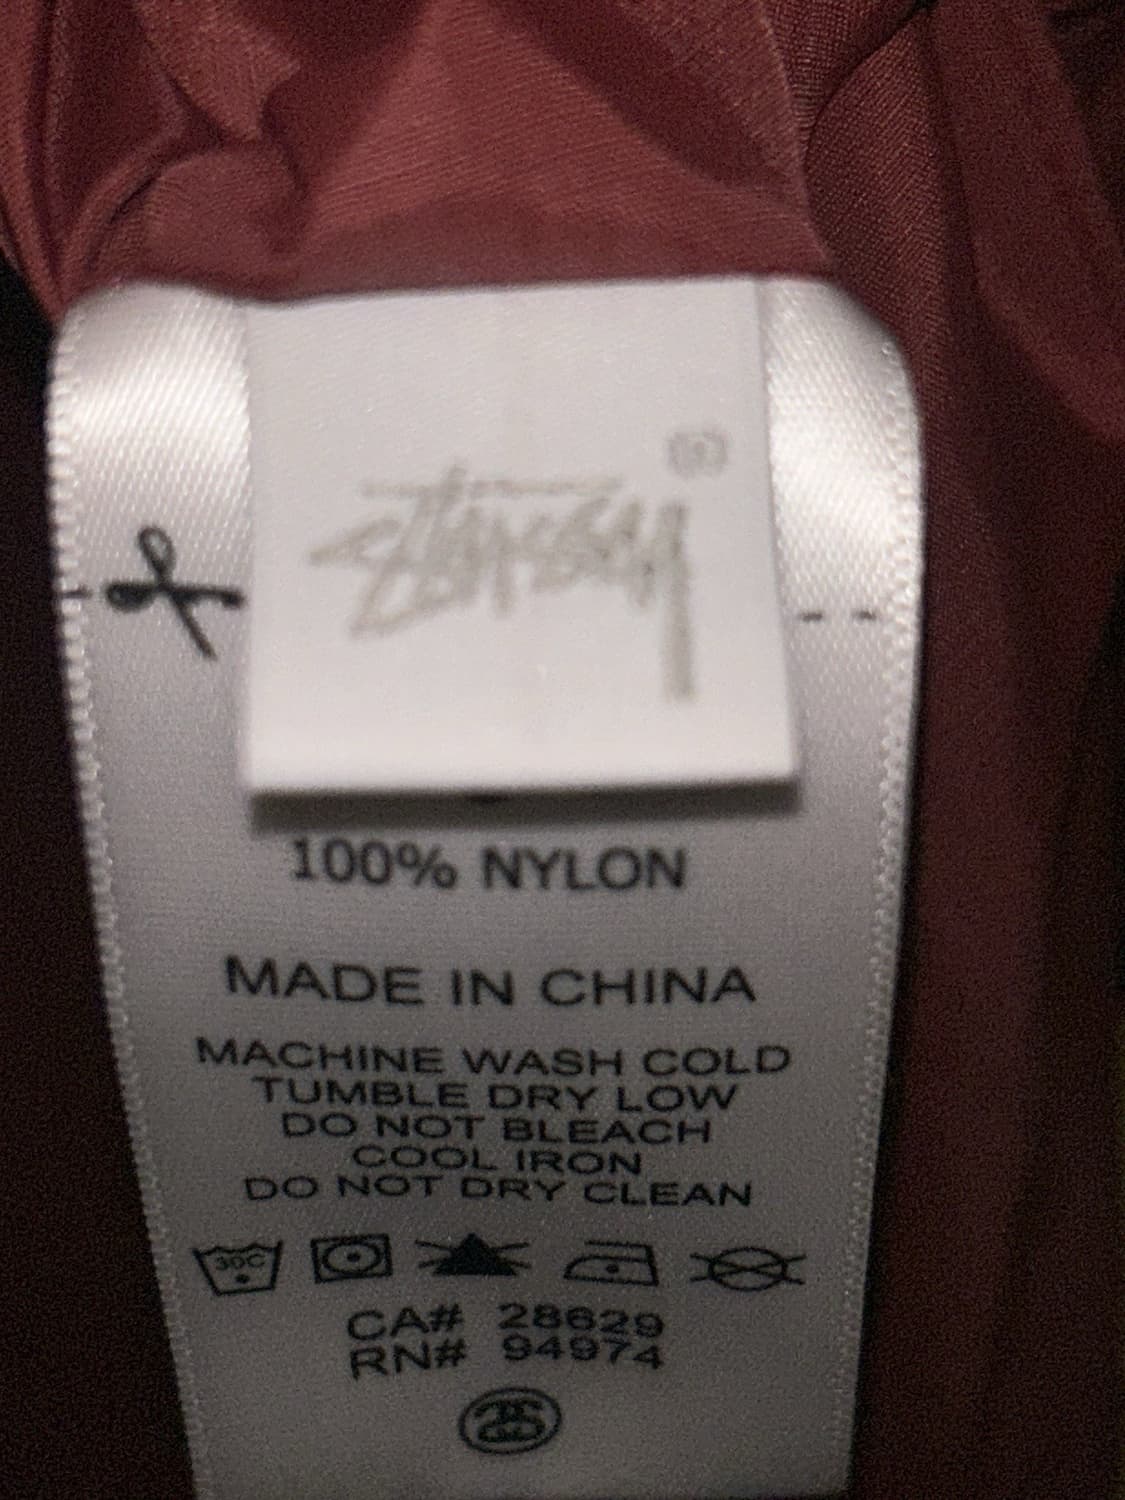 Stüssy
®
100% NYLON
MADE IN CHINA
MACHINE WASH COLD
TUMBLE DRY LOW
DO NOT BLEACH
COOL IRON
DO NOT DRY CLEAN
30C
CA# 28629
RN# 94974